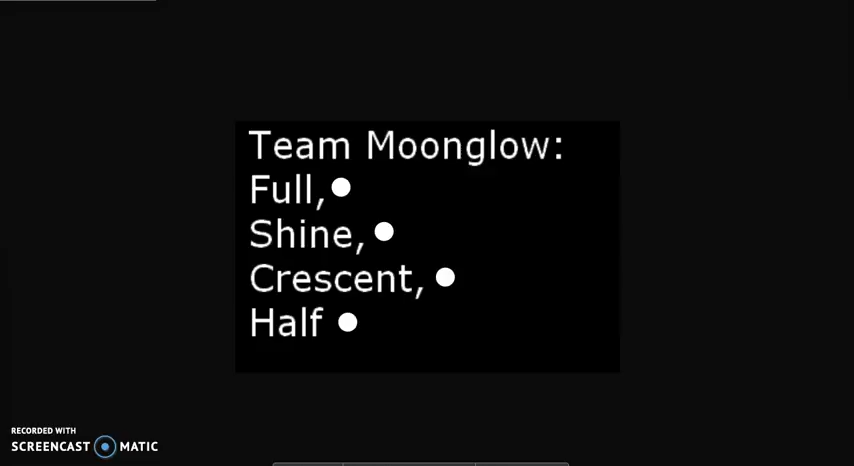 Team Moonglow:
Full,
Shine,
Crescent,
Half
RECORDED WITH
SCREENCAST MATIC